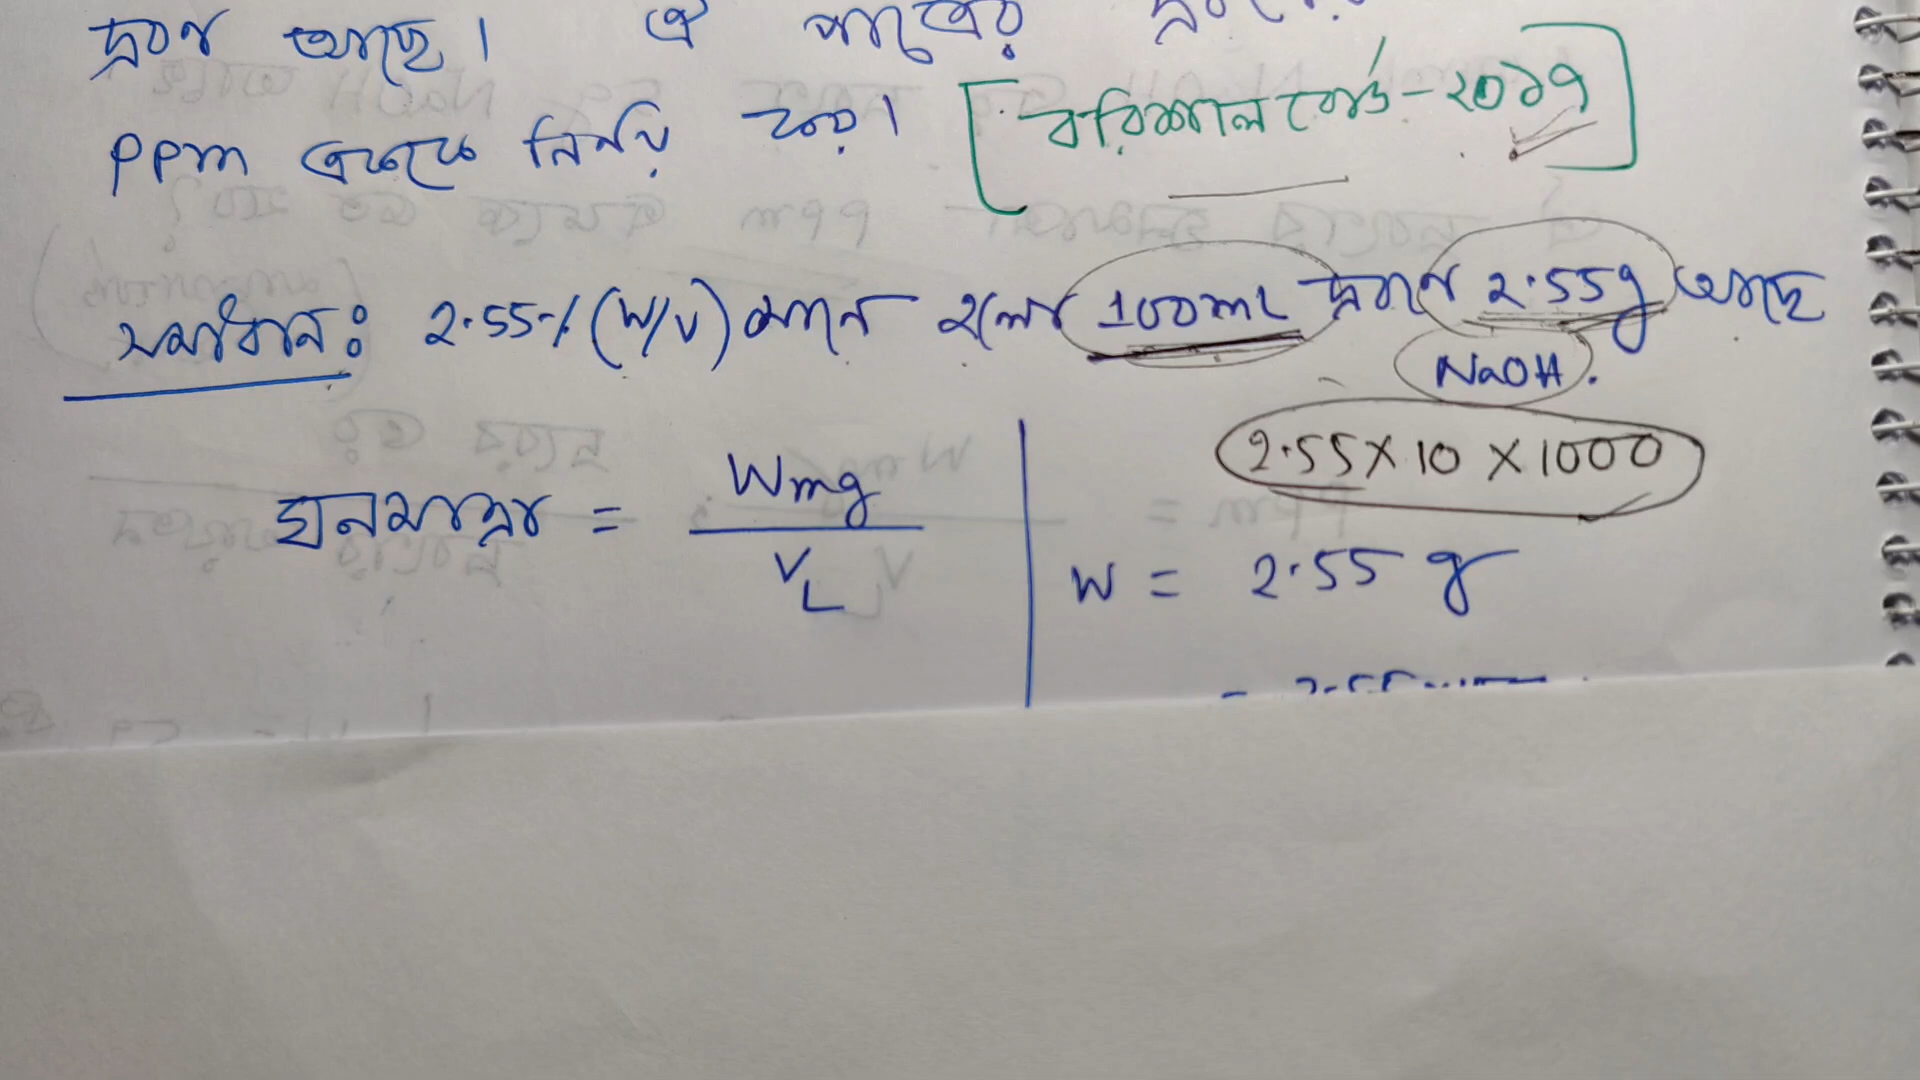 দ্রবণ আছে। ঐ পাত্রের
ppm এককে নির্ণয় কর। [বরিশাল বোর্ড-২০১৭]
সমাধান: 2.55% (W/V) মানে হলো 100mL দ্রবণে 2.55g আছে
NaOH.
2.55 X 10 X 1000
ঘনমাত্রা = Wmg / VL
W = 2.55 g